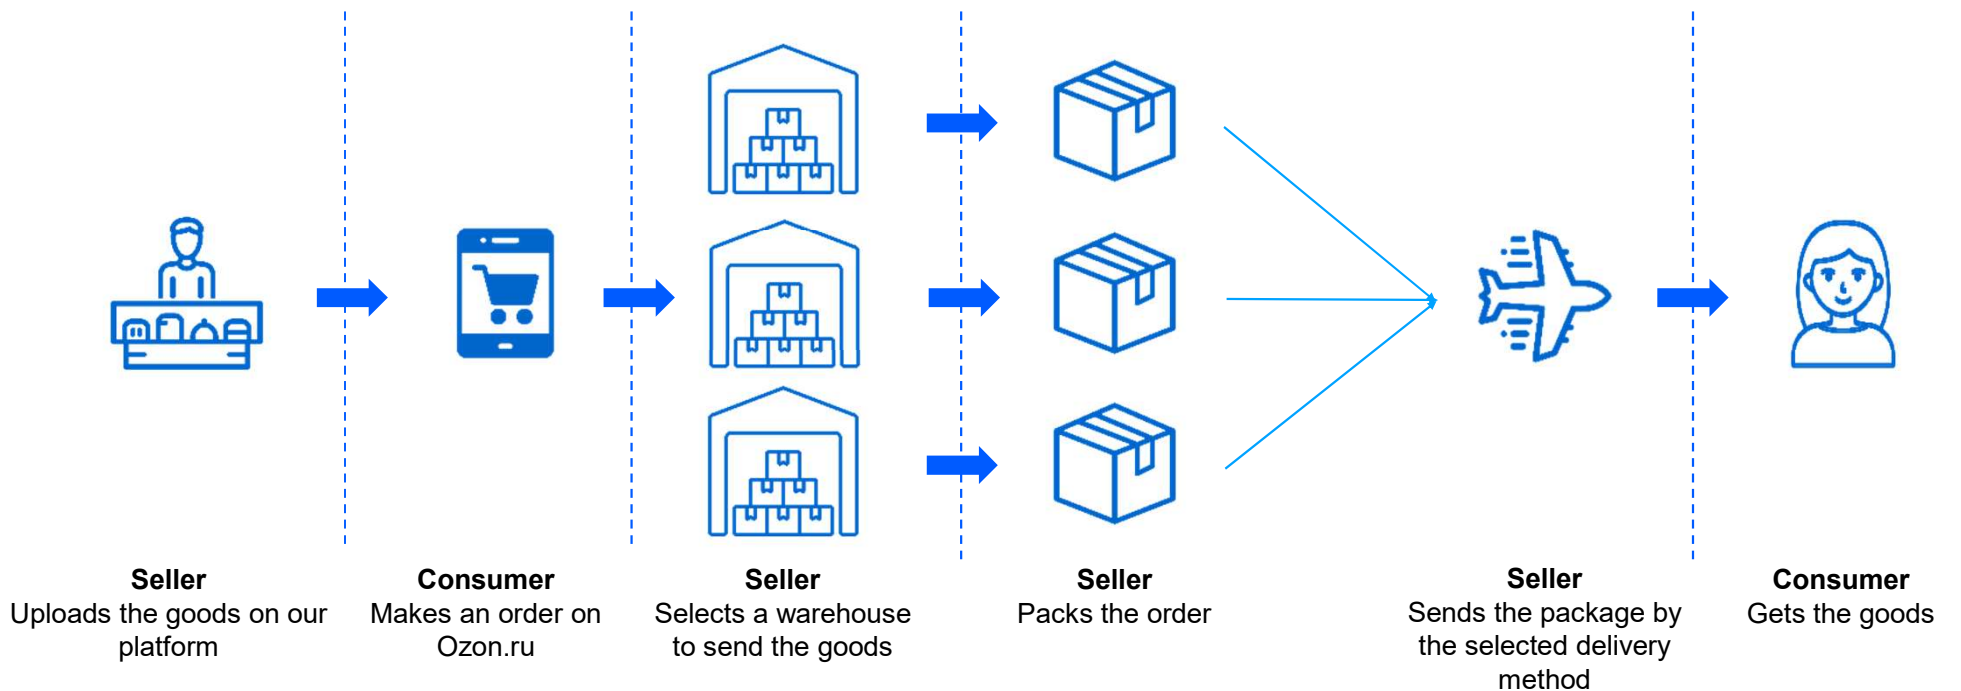 Seller
Uploads the goods on our
platform
Consumer
Makes an order on
Ozon.ru
Seller
Selects a warehouse
to send the goods
Seller
Packs the order
Seller
Sends the package by
the selected delivery
method
Consumer
Gets the goods